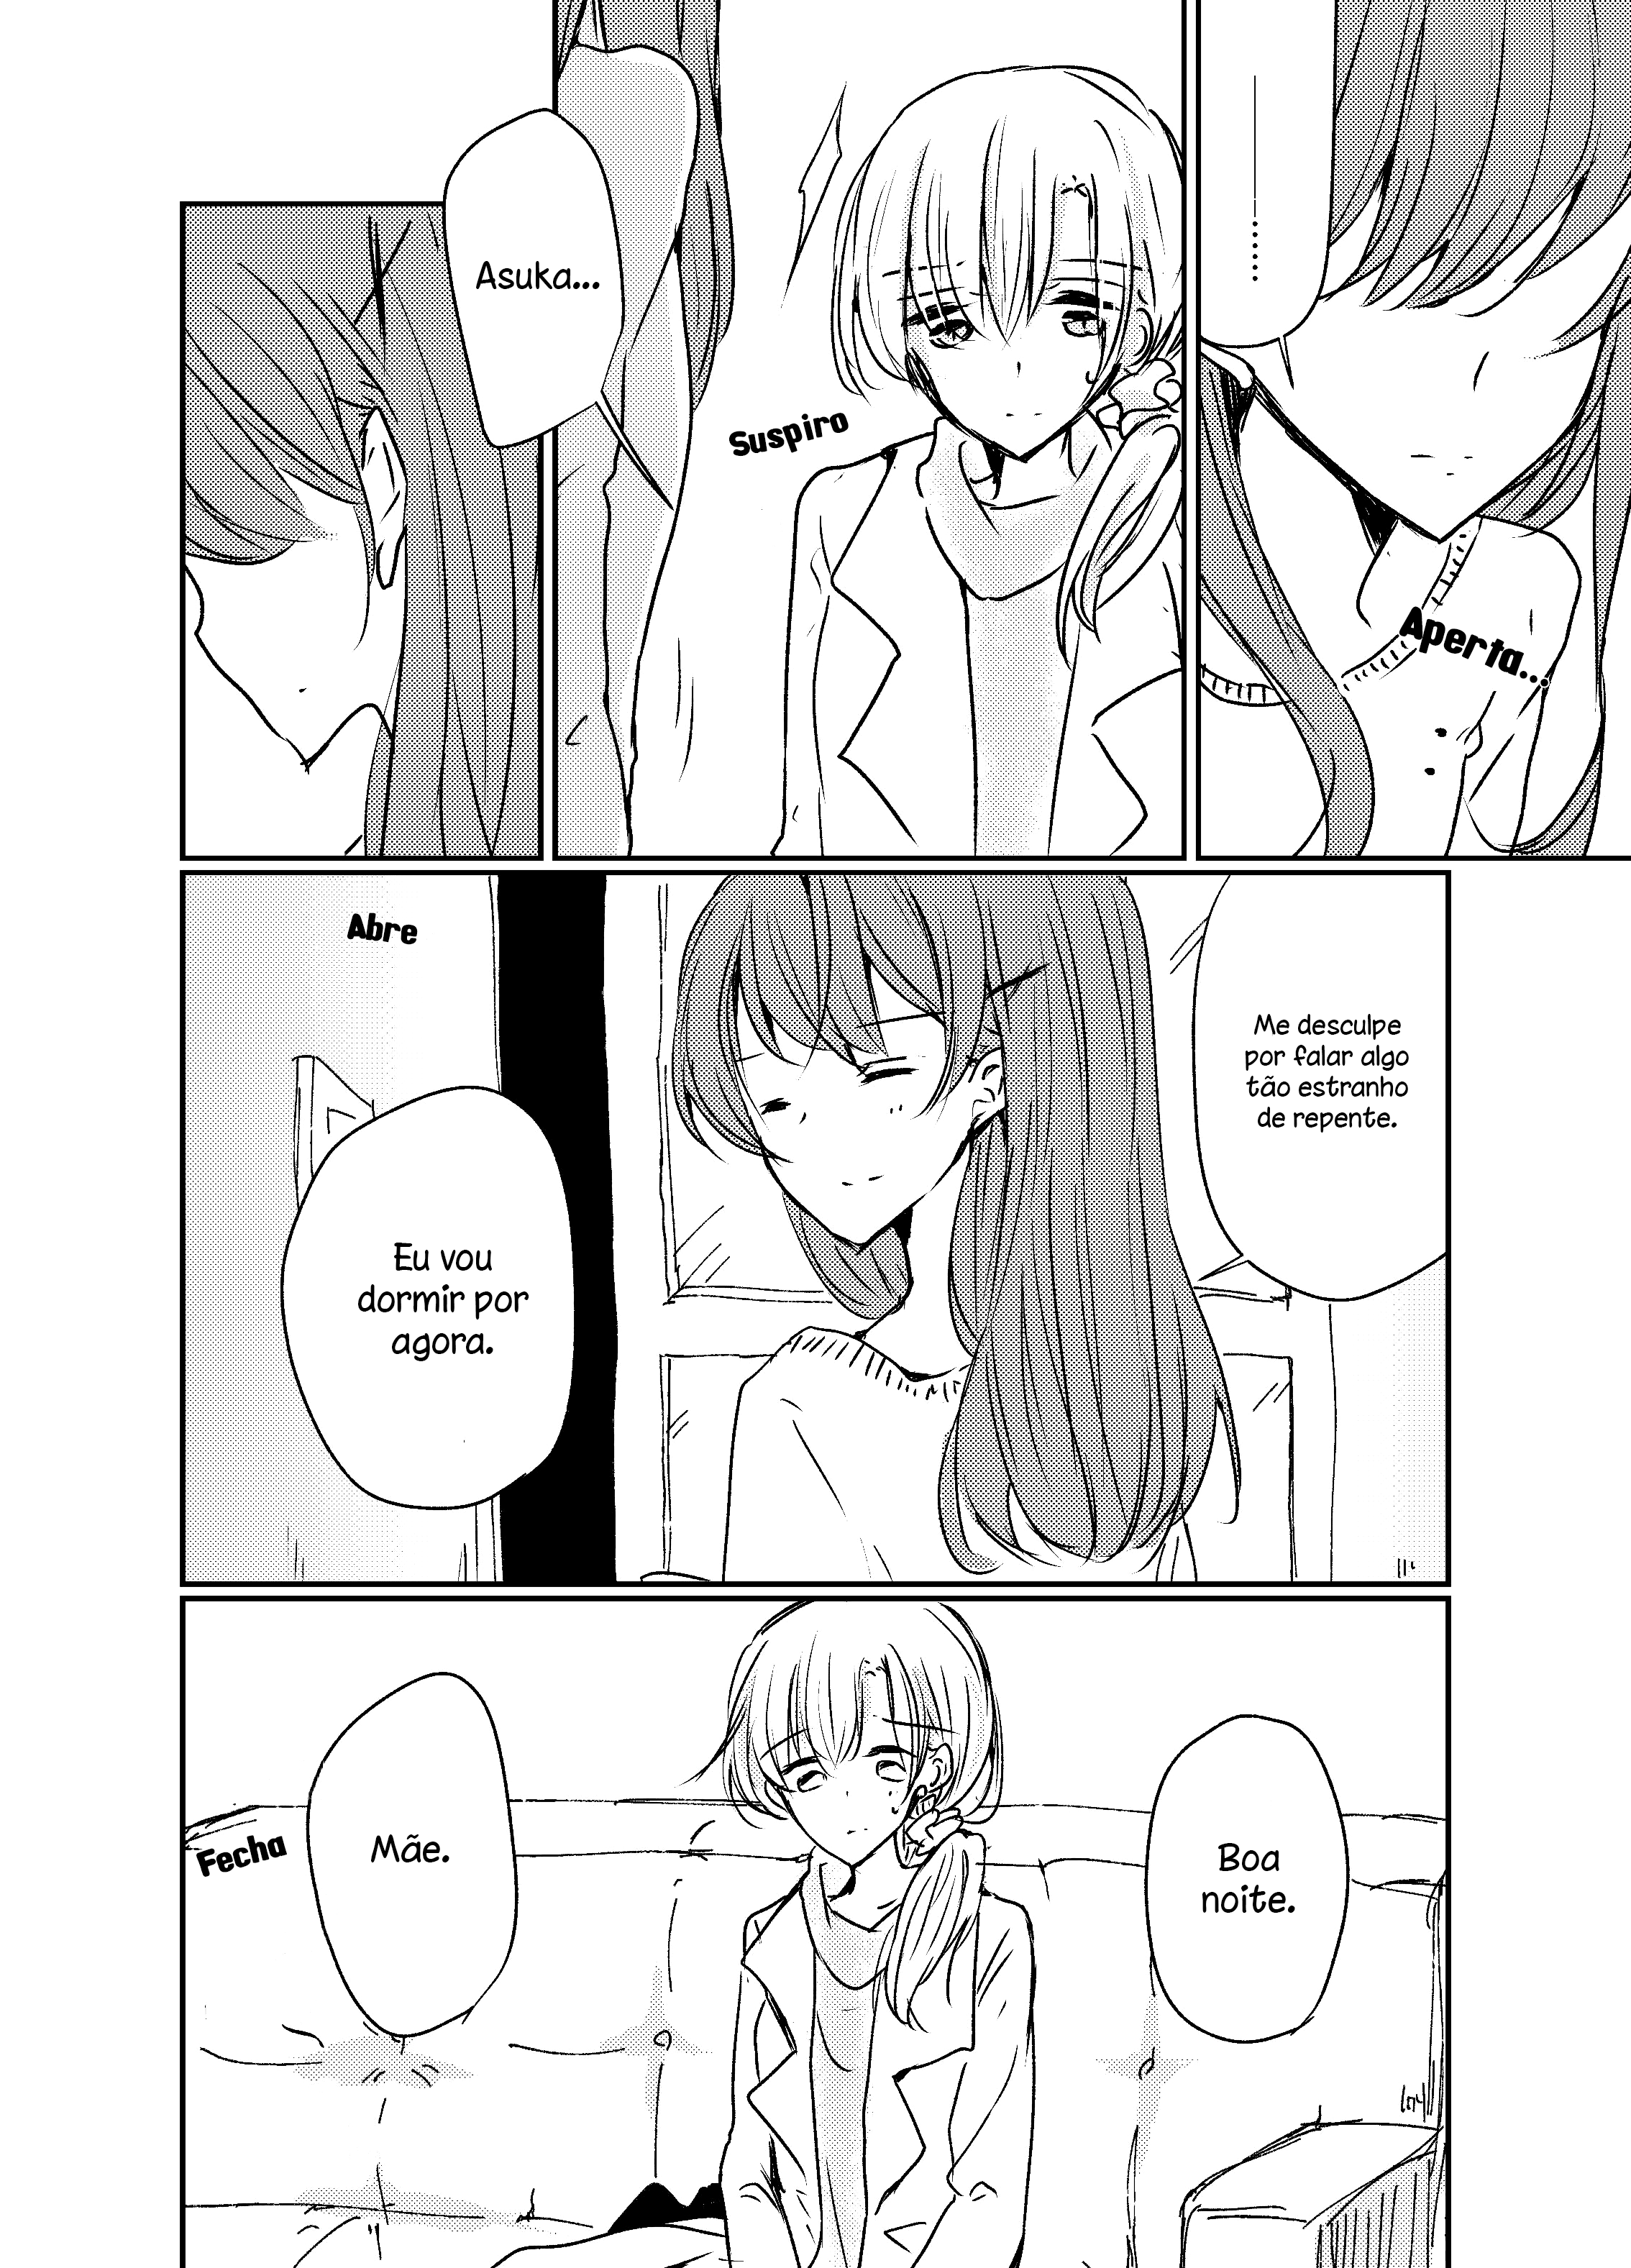 ........
Aperta...
Suspiro
Asuka...
Me desculpe
por falar algo
tão estranho
de repente.
Abre
Eu vou
dormir por
agora.
Boa
noite.
Mãe.
Fecha